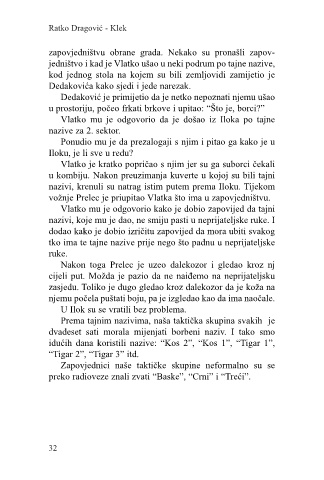 Ratko Dragović - Klek
zapovjedništvu obrane grada. Nekako su pronašli zapov-
jedništvo i kad je Vlatko ušao u neki podrum po tajne nazive,
kod jednog stola na kojem su bili zemljovidi zamijetio je
Dedakovića kako sjedi i jede narezak.
Dedaković je primijetio da je netko nepoznati njemu ušao
u prostoriju, počeo frkati brkove i upitao: “Što je, borci?”
Vlatko mu je odgovorio da je došao iz Iloka po tajne
nazive za 2. sektor.
Ponudio mu je da prezalogaji s njim i pitao ga kako je u
Iloku, je li sve u redu?
Vlatko je kratko popričao s njim jer su ga suborci čekali
u kombiju. Nakon preuzimanja kuverte u kojoj su bili tajni
nazivi, krenuli su natrag istim putem prema Iloku. Tijekom
vožnje Prelec je priupitao Vlatka što ima u zapovjedništvu.
Vlatko mu je odgovorio kako je dobio zapovijed da tajni
nazivi, koje mu je dao, ne smiju pasti u neprijateljske ruke. I
dodao kako je dobio izričitu zapovijed da mora ubiti svakog
tko ima te tajne nazive prije nego što padnu u neprijateljske
ruke.
Nakon toga Prelec je uzeo dalekozor i gledao kroz nj
cijeli put. Možda je pazio da ne naiđemo na neprijateljsku
zasjedu. Toliko je dugo gledao kroz dalekozor da je koža na
njemu počela puštati boju, pa je izgledao kao da ima naočale.
U Ilok su se vratili bez problema.
Prema tajnim nazivima, naša taktička skupina svakih je
dvadeset sati morala mijenjati borbeni naziv. I tako smo
idućih dana koristili nazive: “Kos 2”, “Kos 1”, “Tigar 1”,
“Tigar 2”, “Tigar 3” itd.
Zapovjednici naše taktičke skupine neformalno su se
preko radioveze znali zvati “Baske”, “Crni” i “Treći”.
32